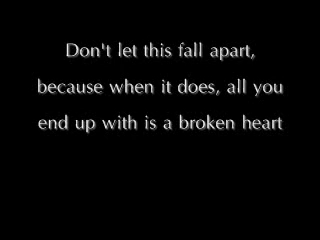 Don't let this fall apart,
because when it does, all you
end up with is a broken heart